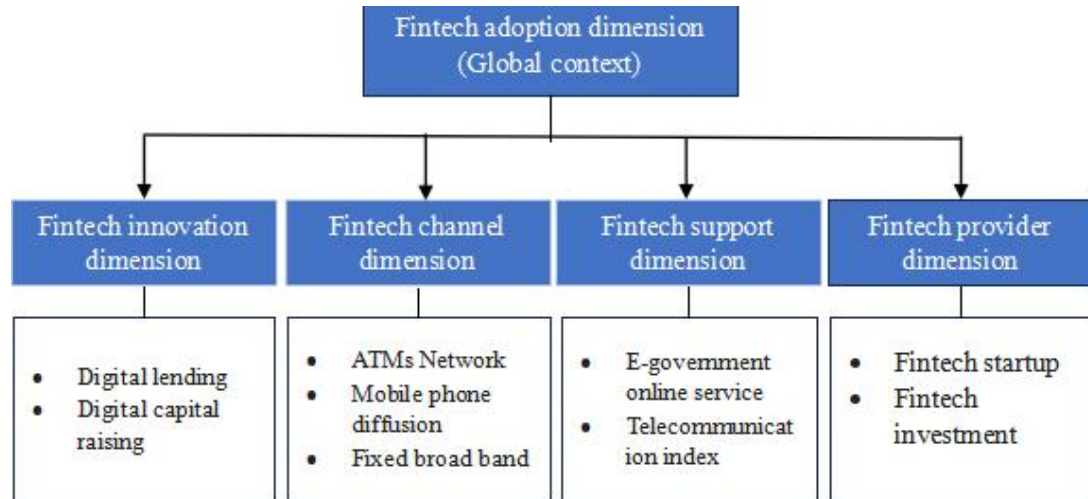 Fintech adoption dimension
(Global context)
Fintech innovation
dimension
Fintech channel
dimension
Fintech support
dimension
Fintech provider
dimension
• Digital lending
• Digital capital
raising
• ATMs Network
• Mobile phone
diffusion
• Fixed broad band
• E-government
online service
• Telecommunicat
ion index
• Fintech startup
• Fintech
investment